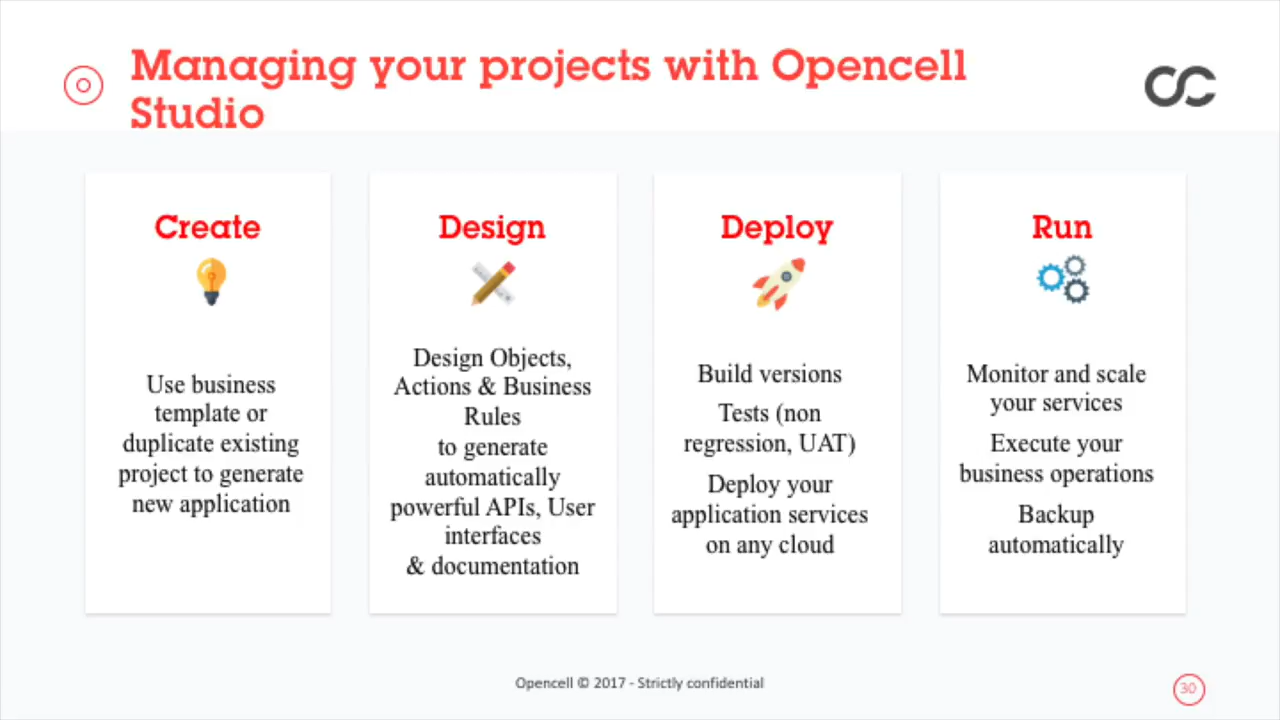 Managing your projects with Opencell
Studio
Create
Use business
template or
duplicate existing
project to generate
new application
Design
Design Objects,
Actions & Business
Rules
to generate
automatically
powerful APIs, User
interfaces
& documentation
Deploy
Build versions
Tests (non
regression, UAT)
Deploy your
application services
on any cloud
Run
Monitor and scale
your services
Execute your
business operations
Backup
automatically
Opencell © 2017 - Strictly confidential
30